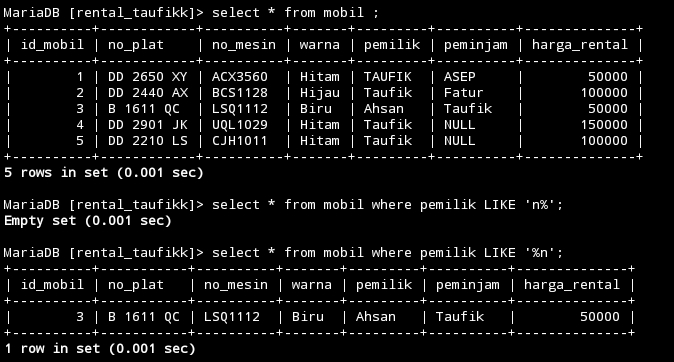 MariaDB [rental_taufikk]> select * from mobil ;
+----------+------------+----------+-------+---------+----------+--------------+
| id_mobil | no_plat    | no_mesin | warna | pemilik | peminjam | harga_rental |
+----------+------------+----------+-------+---------+----------+--------------+
|        1 | DD 2650 XY | ACX3560  | Hitam | TAUFIK  | ASEP     |        50000 |
|        2 | DD 2440 AX | BCS1128  | Hijau | Taufik  | Fatur    |       100000 |
|        3 | B 1611 QC  | LSQ1112  | Biru  | Ahsan   | Taufik   |        50000 |
|        4 | DD 2901 JK | UQL1029  | Hitam | Taufik  | NULL     |       150000 |
|        5 | DD 2210 LS | CJH1011  | Hitam | Taufik  | NULL     |       100000 |
+----------+------------+----------+-------+---------+----------+--------------+
5 rows in set (0.001 sec)
MariaDB [rental_taufikk]> select * from mobil where pemilik LIKE 'n%';
Empty set (0.001 sec)
MariaDB [rental_taufikk]> select * from mobil where pemilik LIKE '%n';
+----------+-----------+----------+-------+---------+----------+--------------+
| id_mobil | no_plat   | no_mesin | warna | pemilik | peminjam | harga_rental |
+----------+-----------+----------+-------+---------+----------+--------------+
|        3 | B 1611 QC | LSQ1112  | Biru  | Ahsan   | Taufik   |        50000 |
+----------+-----------+----------+-------+---------+----------+--------------+
1 row in set (0.001 sec)